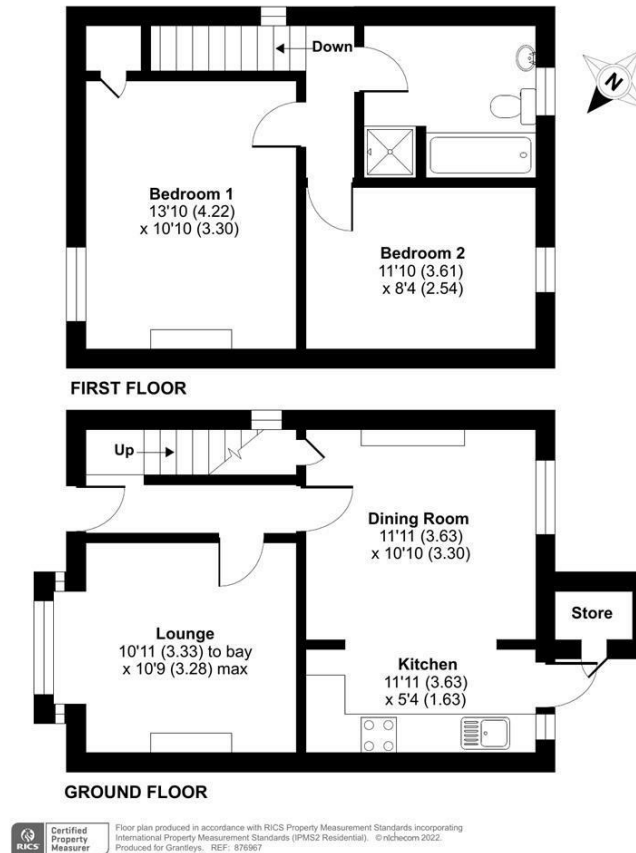 Down
N
Bedroom 1
13'10 (4.22)
x 10'10 (3.30)
Bedroom 2
11'10 (3.61)
x 8'4 (2.54)
FIRST FLOOR
Up
Dining Room
11'11 (3.63)
x 10'10 (3.30)
Store
Lounge
10'11 (3.33) to bay
x 10'9 (3.28) max
Kitchen
11'11 (3.63)
x 5'4 (1.63)
GROUND FLOOR
RICS
Certified
Property
Measurer
Floor plan produced in accordance with RICS Property Measurement Standards incorporating
International Property Measurement Standards (IPMS2 Residential). © nichecom 2022.
Produced for Grantleys. REF: 876967